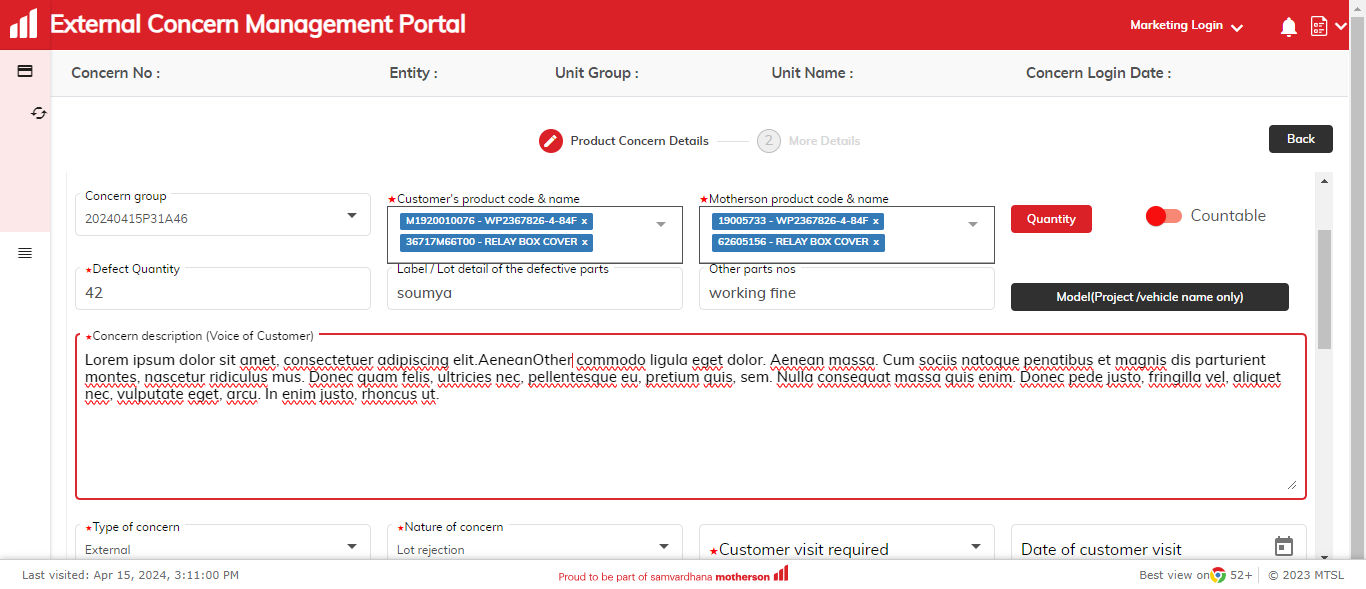 External Concern Management Portal
Marketing Login
Concern No :
Entity :
Unit Group :
Unit Name :
Concern Login Date :
Product Concern Details
2
More Details
Back
Concern group
20240415P31A46
★Customer's product code & name
M1920010076 - WP2367826-4-84F x
36717M66T00 - RELAY BOX COVER x
★Motherson product code & name
19005733 - WP2367826-4-84F x
62605156 - RELAY BOX COVER x
Quantity
Countable
★Defect Quantity
42
Label / Lot detail of the defective parts
soumya
Other parts nos
working fine
Model(Project /vehicle name only)
★Concern description (Voice of Customer)
Lorem ipsum dolor sit amet, consectetuer adipiscing elit.AeneanOther commodo ligula eget dolor. Aenean massa. Cum sociis natoque penatibus et magnis dis parturient
montes, nascetur ridiculus mus. Donec quam felis, ultricies nec, pellentesque eu, pretium quis, sem. Nulla consequat massa quis enim. Donec pede justo, fringilla vel, aliquet
nec, vulputate eget, arcu. In enim justo, rhoncus ut.
★Type of concern
External
★Nature of concern
Lot rejection
★Customer visit required
Date of customer visit
Last visited: Apr 15, 2024, 3:11:00 PM
Proud to be part of samvardhana motherson
Best view on 52+
© 2023 MTSL